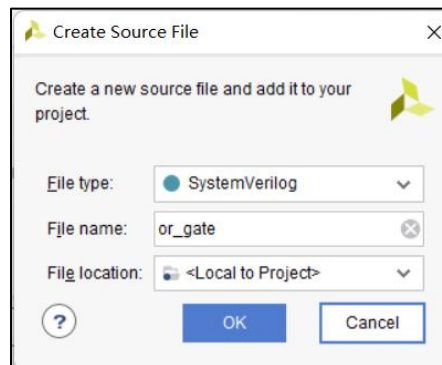 Create Source File
Create a new source file and add it to your
project.
File type: SystemVerilog
File name: or_gate
File location: <Local to Project>
? OK Cancel